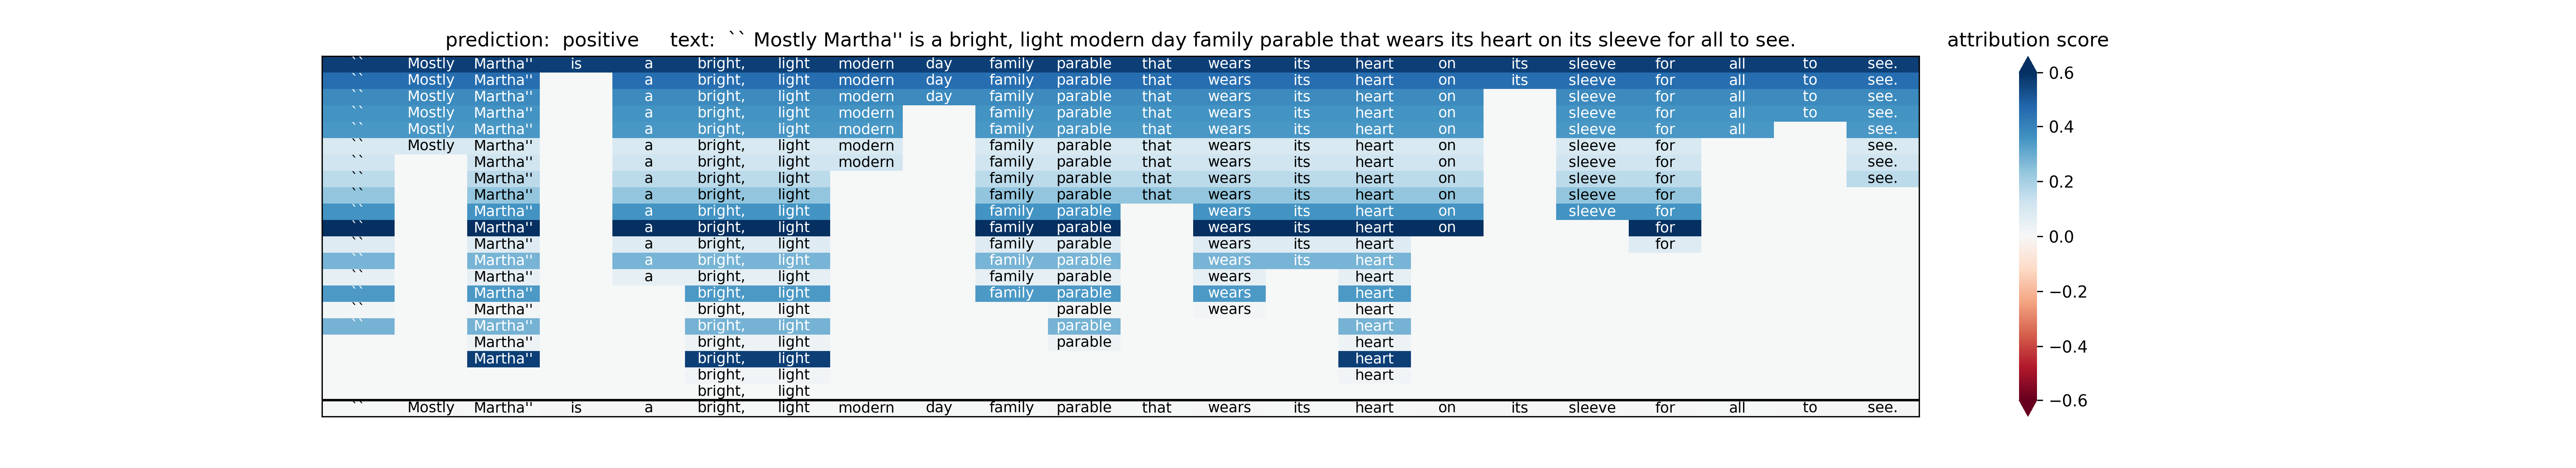 prediction:  positive     text:  `` Mostly Martha'' is a bright, light modern day family parable that wears its heart on its sleeve for all to see.
attribution score
`` Mostly Martha'' is a bright, light modern day family parable that wears its heart on its sleeve for all to see.
`` Mostly Martha'' a bright, light modern day family parable that wears its heart on its sleeve for all to see.
`` Mostly Martha'' a bright, light modern day family parable that wears its heart on sleeve for all to see.
`` Mostly Martha'' a bright, light modern family parable that wears its heart on sleeve for all to see.
`` Mostly Martha'' a bright, light modern family parable that wears its heart on sleeve for all see.
`` Mostly Martha'' a bright, light modern family parable that wears its heart on sleeve for see.
`` Martha'' a bright, light modern family parable that wears its heart on sleeve for see.
`` Martha'' a bright, light family parable that wears its heart on sleeve for see.
`` Martha'' a bright, light family parable that wears its heart on sleeve for
`` Martha'' a bright, light family parable wears its heart on sleeve for
`` Martha'' a bright, light family parable wears its heart on for
`` Martha'' a bright, light family parable wears its heart for
`` Martha'' a bright, light family parable wears its heart
`` Martha'' a bright, light family parable wears heart
`` Martha'' bright, light family parable wears heart
`` Martha'' bright, light parable wears heart
`` Martha'' bright, light parable heart
Martha'' bright, light parable heart
Martha'' bright, light heart
bright, light heart
bright, light
`` Mostly Martha'' is a bright, light modern day family parable that wears its heart on its sleeve for all to see.
0.6
0.4
0.2
0.0
−0.2
−0.4
−0.6